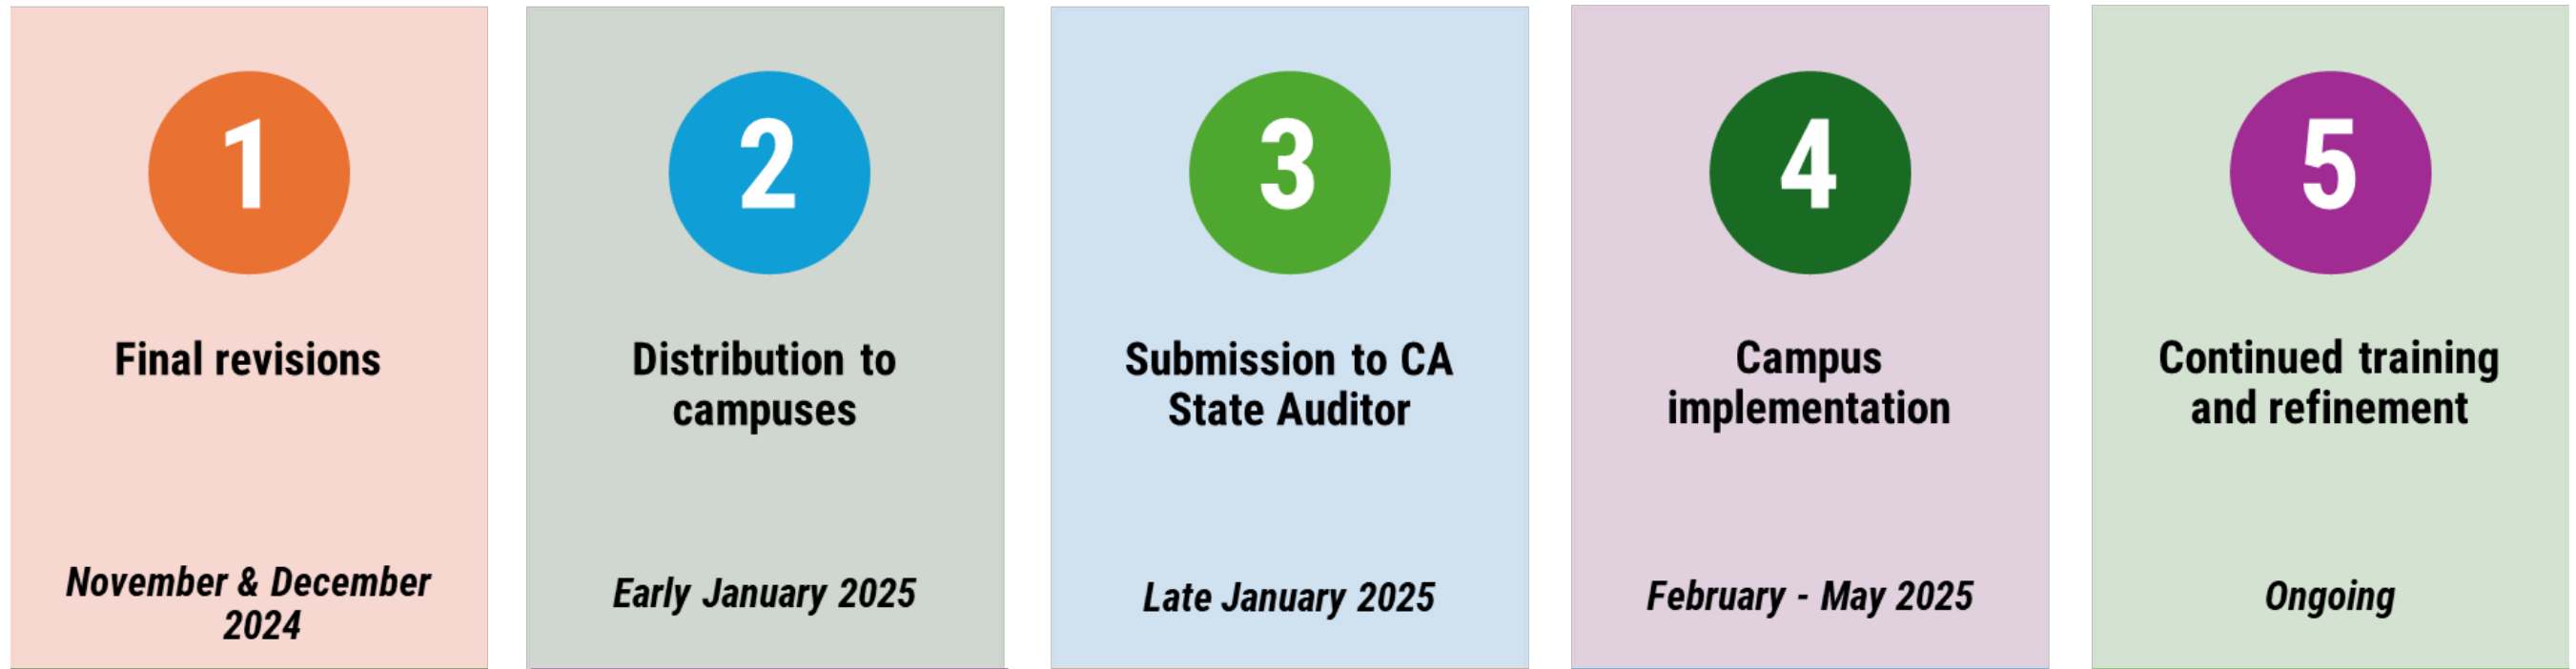 1
Final revisions
November & December
2024
2
Distribution to
campuses
Early January 2025
3
Submission to CA
State Auditor
Late January 2025
4
Campus
implementation
February - May 2025
5
Continued training
and refinement
Ongoing